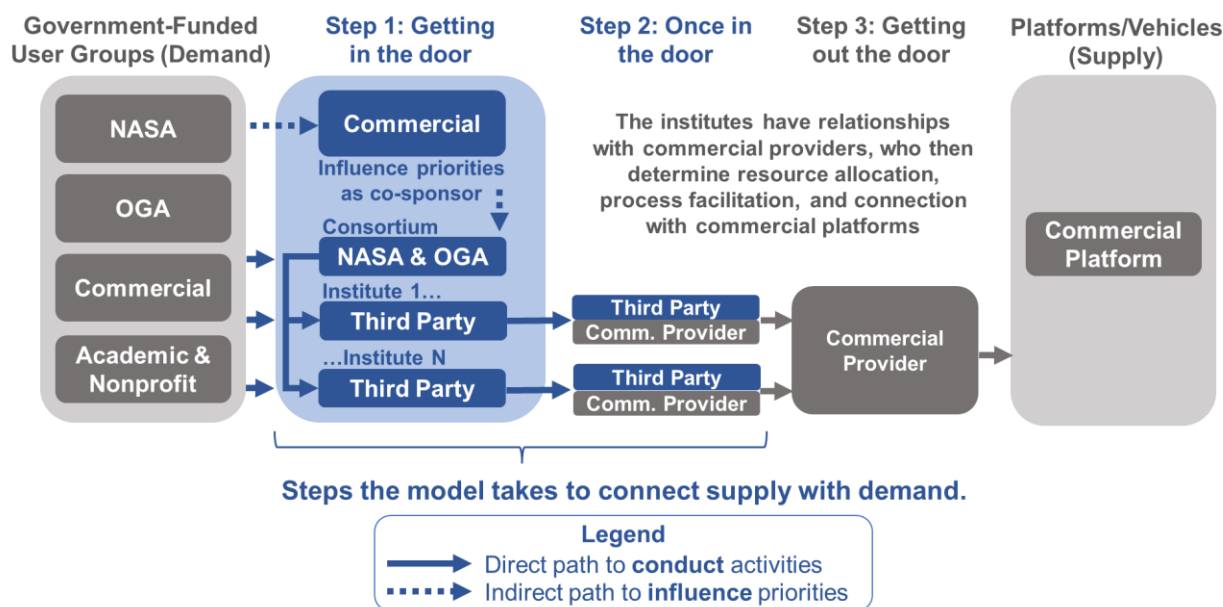 Government-Funded
User Groups (Demand)
NASA
OGA
Commercial
Academic &
Nonprofit
Step 1: Getting
in the door
Commercial
Influence priorities
as co-sponsor
Consortium
NASA & OGA
Institute 1…
Third Party
…Institute N
Third Party
Step 2: Once in
the door
Third Party
Comm. Provider
Third Party
Comm. Provider
Step 3: Getting
out the door
The institutes have relationships
with commercial providers, who then
determine resource allocation,
process facilitation, and connection
with commercial platforms
Commercial
Provider
Platforms/Vehicles
(Supply)
Commercial
Platform
Steps the model takes to connect supply with demand.
Legend
Direct path to conduct activities
Indirect path to influence priorities